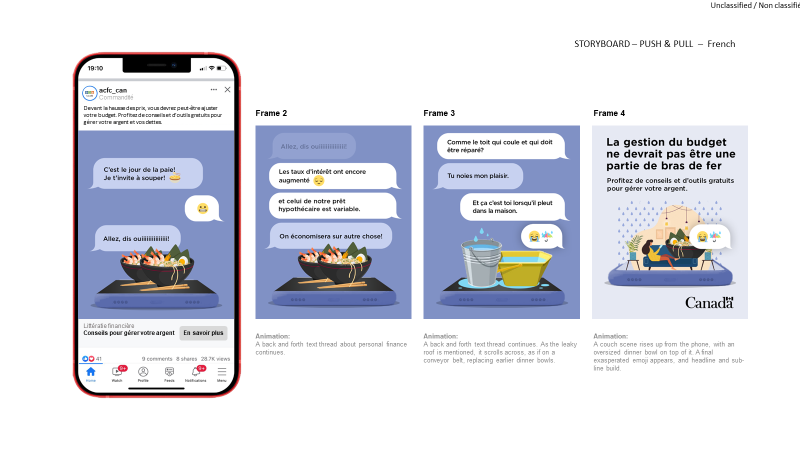 Unclassified / Non classifié
STORYBOARD – PUSH & PULL – French
19:10
acfc_can
Commandité
Devant la hausse des prix, vous devrez peut-être ajuster
votre budget. Profitez de conseils et d'outils gratuits pour
gérer votre argent et vos dettes.
C'est le jour de la paie!
Je t'invite à souper!
Allez, dis ouiiiiiiiiiiiiiii!
Littératie financière
Conseils pour gérer votre argent
En savoir plus
41
9 comments 8 shares 28.7K views
9+
9+
Home
Watch
Profile
Feeds
Notifications
Menu
Frame 2
Allez, dis ouiiiiiiiiiiiiiii!
Les taux d'intérêt ont encore
augmenté
et celui de notre prêt
hypothécaire est variable.
On économisera sur autre chose!
Animation:
A back and forth text thread about personal finance
continues.
Frame 3
Comme le toit qui coule et qui doit
être réparé?
Tu noies mon plaisir.
Et ça c'est toi lorsqu'il pleut
dans la maison.
Animation:
A back and forth text thread continues. As the leaky
roof is mentioned, it scrolls across, as if on a
conveyor belt, replacing earlier dinner bowls.
Frame 4
La gestion du budget
ne devrait pas être une
partie de bras de fer
Profitez de conseils et d'outils gratuits
pour gérer votre argent.
Canada
Animation:
A couch scene rises up from the phone, with an
oversized dinner bowl on top of it. A final
exasperated emoji appears, and headline and sub-
line build.